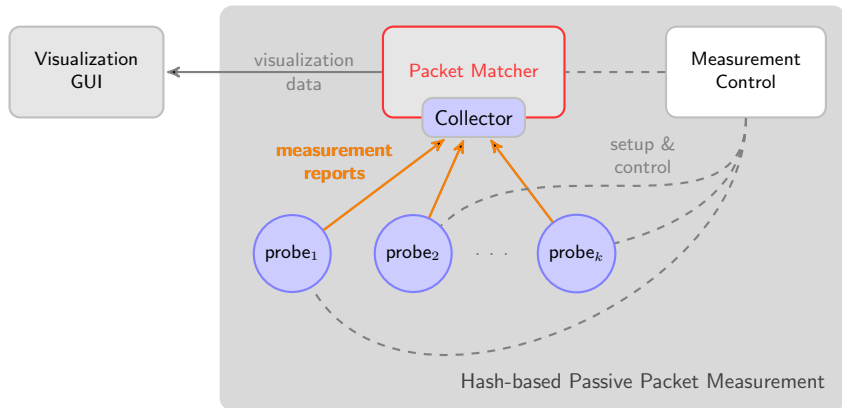 Visualization
GUI
visualization
data
Packet Matcher
Collector
Measurement
Control
measurement
reports
setup &
control
probe₁
probe₂
· · ·
probeₖ
Hash-based Passive Packet Measurement